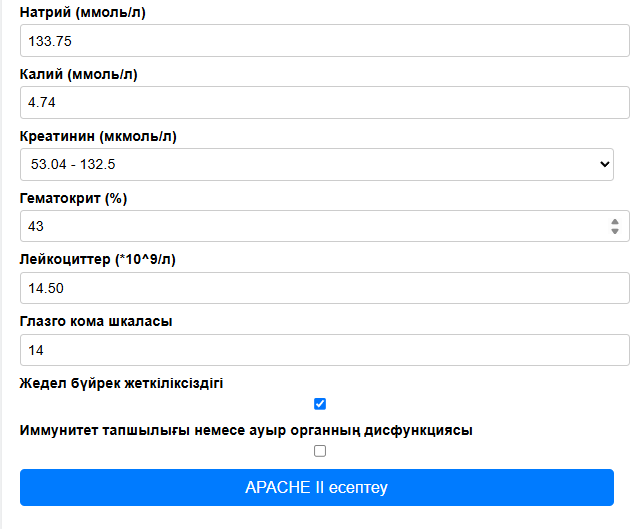 Натрий (ммоль/л)
133.75
Калий (ммоль/л)
4.74
Креатинин (мкмоль/л)
53.04 - 132.5
Гематокрит (%)
43
Лейкоциттер (*10^9/л)
14.50
Глазго кома шкаласы
14
Жедел бүйрек жеткіліксіздігі
Иммунитет тапшылығы немесе ауыр органның дисфункциясы
APACHE II есептеу